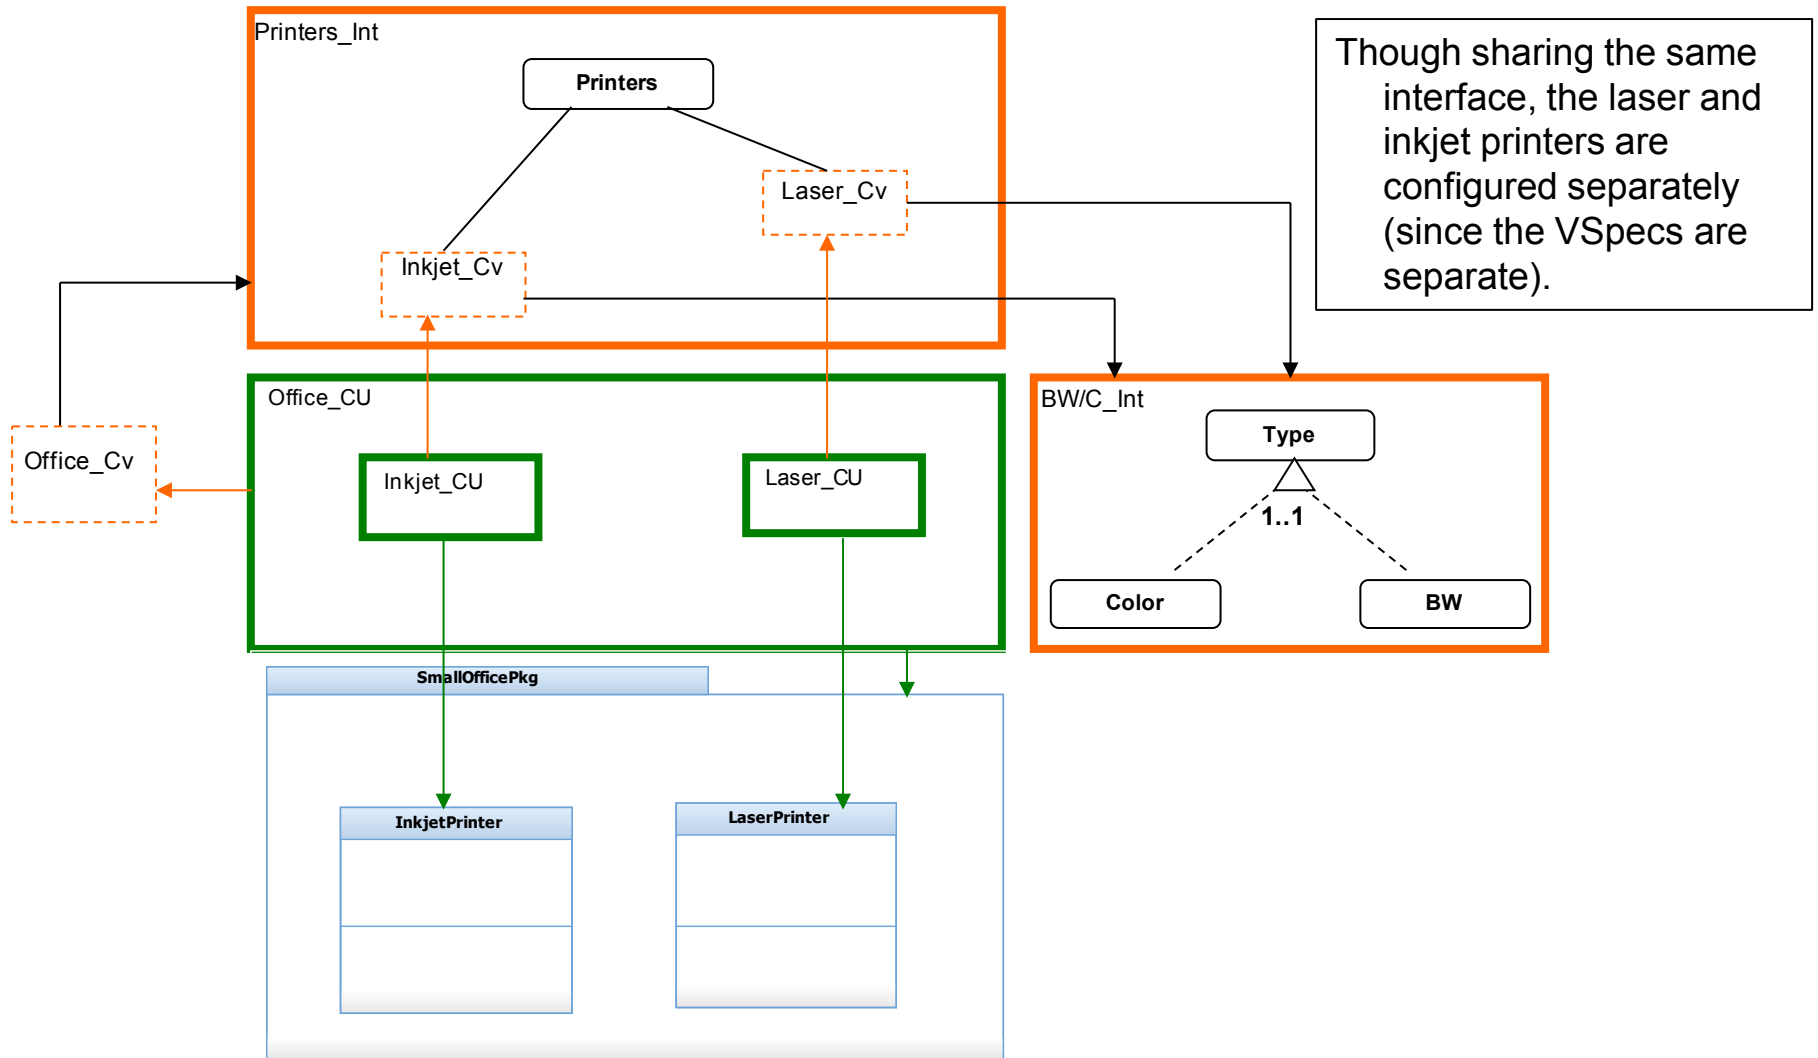 Printers_Int
Printers
Laser_Cv
Inkjet_Cv
Though sharing the same
interface, the laser and
inkjet printers are
configured separately
(since the VSpecs are
separate).
Office_Cv
Office_CU
Inkjet_CU
Laser_CU
BW/C_Int
Type
1..1
Color
BW
SmallOfficePkg
InkjetPrinter
LaserPrinter